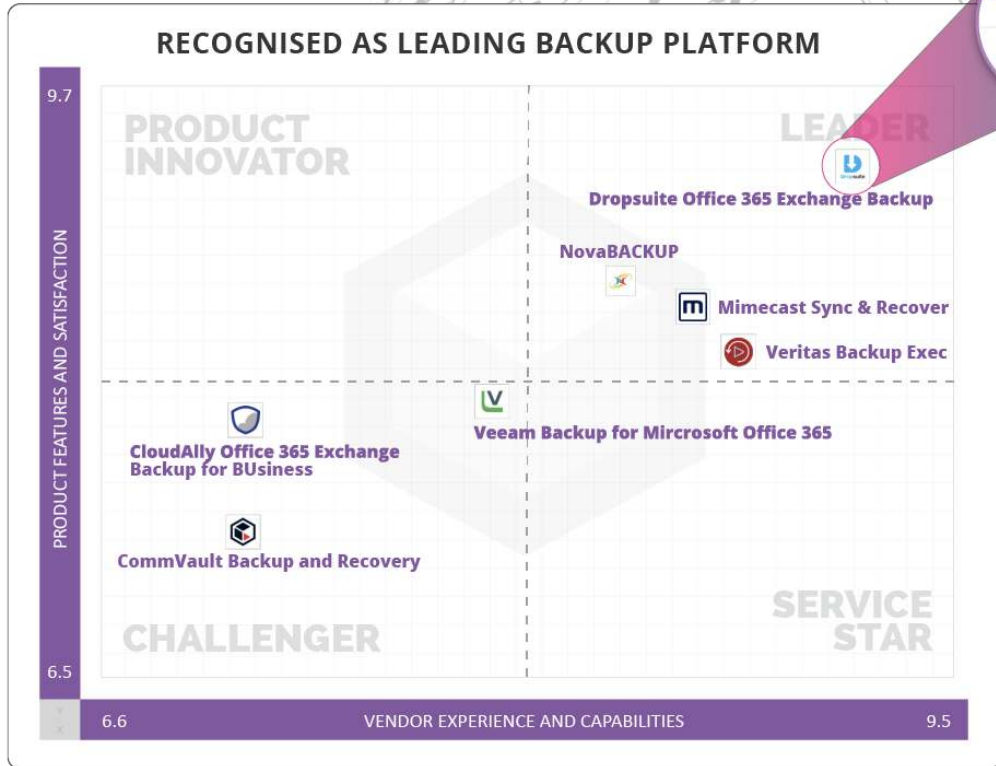 RECOGNISED AS LEADING BACKUP PLATFORM
9.7
PRODUCT
INNOVATOR
LEADER
dropsuite
Dropsuite Office 365 Exchange Backup
NovaBACKUP
Mimecast Sync & Recover
Veritas Backup Exec
PRODUCT FEATURES AND SATISFACTION
Veeam Backup for Mircrosoft Office 365
CloudAlly Office 365 Exchange
Backup for BUsiness
CommVault Backup and Recovery
CHALLENGER
SERVICE
STAR
6.5
Y
X
6.6
VENDOR EXPERIENCE AND CAPABILITIES
9.5